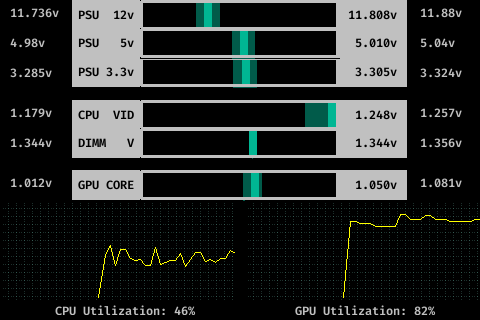 11.736v PSU 12v 11.808v 11.88v
4.98v PSU 5v 5.010v 5.04v
3.285v PSU 3.3v 3.305v 3.324v
1.179v CPU VID 1.248v 1.257v
1.344v DIMM V 1.344v 1.356v
1.012v GPU CORE 1.050v 1.081v
CPU Utilization: 46% GPU Utilization: 82%